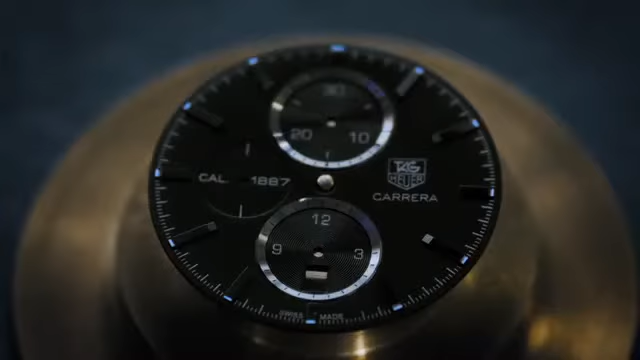 30
20 10
TAG
HEUER
CAL. 1887
CARRERA
12
9 3
SWISS MADE